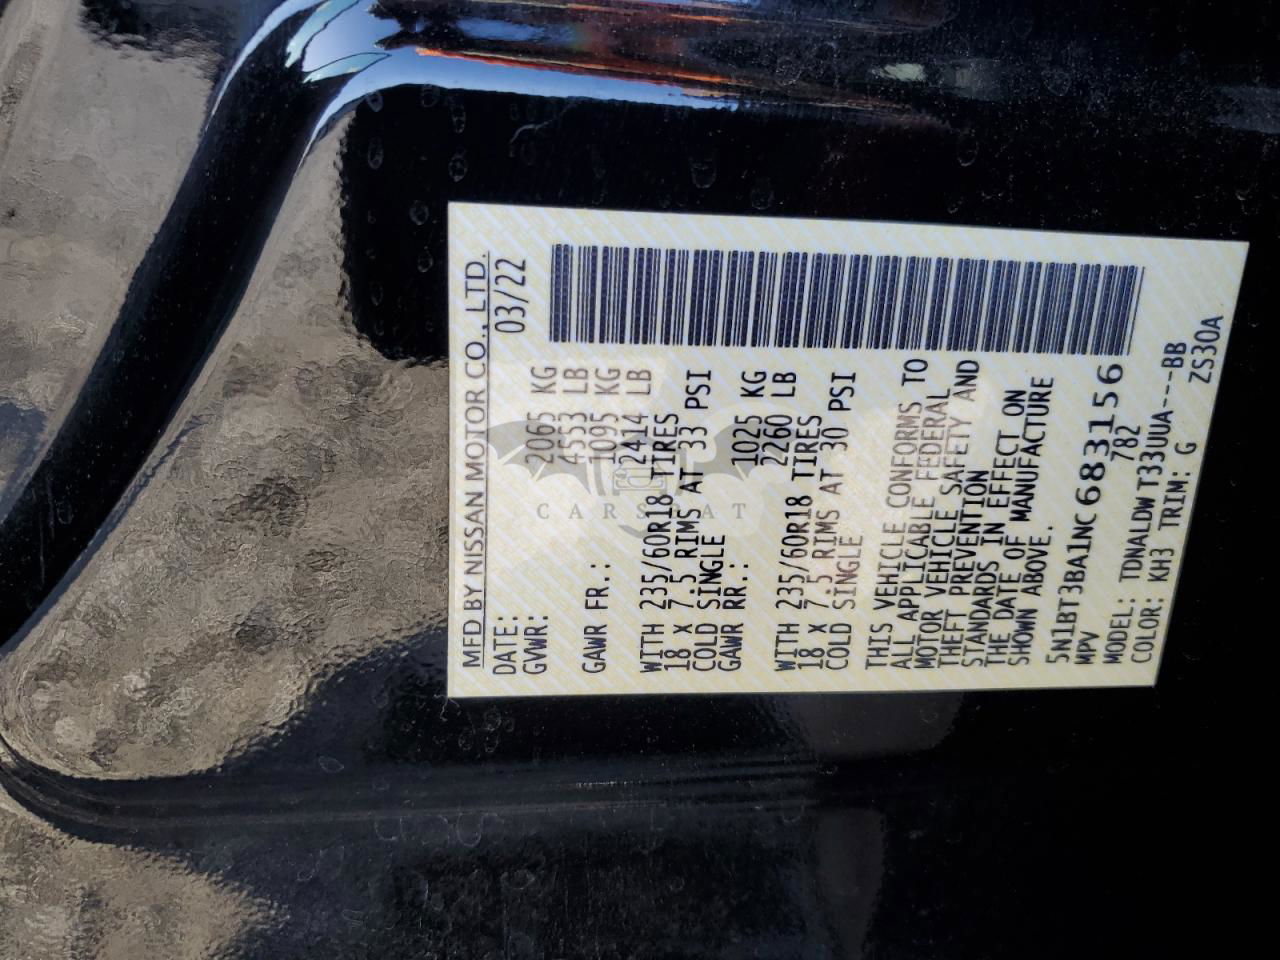 MFD BY NISSAN MOTOR CO., LTD.
DATE: 03/22
GVWR: 2065 KG
4553 LB
GAWR FR.: 1095 KG
2414 LB
WITH 235/60R18 TIRES
18 x 7.5 RIMS AT 33 PSI
COLD SINGLE
GAWR RR.: 1025 KG
2260 LB
WITH 235/60R18 TIRES
18 x 7.5 RIMS AT 30 PSI
COLD SINGLE
THIS VEHICLE CONFORMS TO
ALL APPLICABLE FEDERAL
MOTOR VEHICLE SAFETY AND
THEFT PREVENTION
STANDARDS IN EFFECT ON
THE DATE OF MANUFACTURE
SHOWN ABOVE.
5N1BT3BA1NC683156
MPV 782
MODEL: TDNALDW T33UUA----BB
COLOR: KH3 TRIM: G ZS30A
CARSBAT